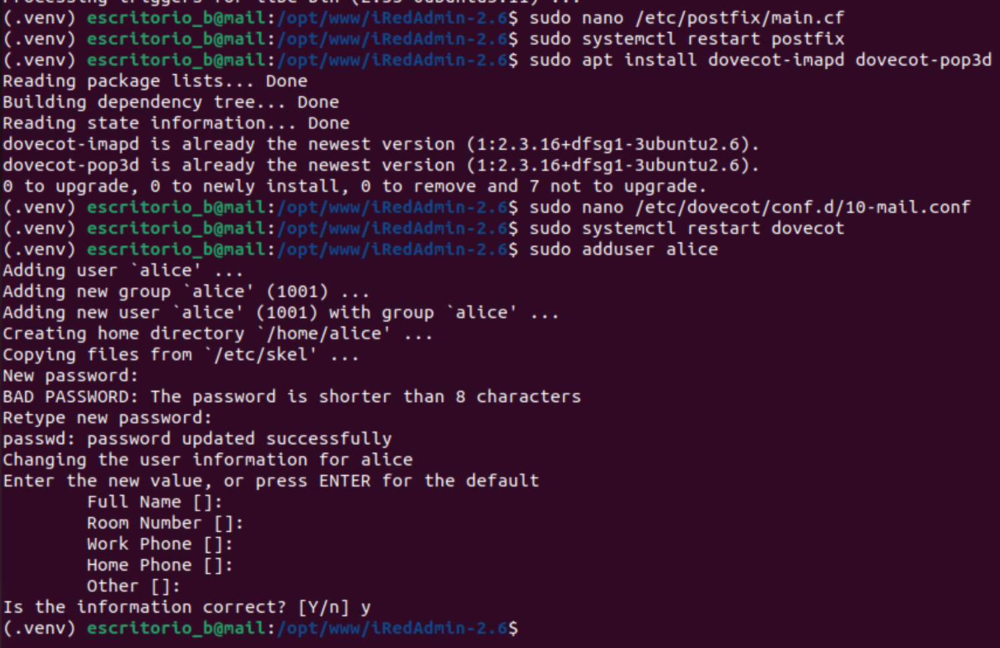 Processing triggers for libc-bin (2.35-0ubuntu3.11) ...
(.venv) escritorio_b@mail:/opt/www/iRedAdmin-2.6$ sudo nano /etc/postfix/main.cf
(.venv) escritorio_b@mail:/opt/www/iRedAdmin-2.6$ sudo systemctl restart postfix
(.venv) escritorio_b@mail:/opt/www/iRedAdmin-2.6$ sudo apt install dovecot-imapd dovecot-pop3d
Reading package lists... Done
Building dependency tree... Done
Reading state information... Done
dovecot-imapd is already the newest version (1:2.3.16+dfsg1-3ubuntu2.6).
dovecot-pop3d is already the newest version (1:2.3.16+dfsg1-3ubuntu2.6).
0 to upgrade, 0 to newly install, 0 to remove and 7 not to upgrade.
(.venv) escritorio_b@mail:/opt/www/iRedAdmin-2.6$ sudo nano /etc/dovecot/conf.d/10-mail.conf
(.venv) escritorio_b@mail:/opt/www/iRedAdmin-2.6$ sudo systemctl restart dovecot
(.venv) escritorio_b@mail:/opt/www/iRedAdmin-2.6$ sudo adduser alice
Adding user `alice' ...
Adding new group `alice' (1001) ...
Adding new user `alice' (1001) with group `alice' ...
Creating home directory `/home/alice' ...
Copying files from `/etc/skel' ...
New password:
BAD PASSWORD: The password is shorter than 8 characters
Retype new password:
passwd: password updated successfully
Changing the user information for alice
Enter the new value, or press ENTER for the default
        Full Name []:
        Room Number []:
        Work Phone []:
        Home Phone []:
        Other []:
Is the information correct? [Y/n] y
(.venv) escritorio_b@mail:/opt/www/iRedAdmin-2.6$